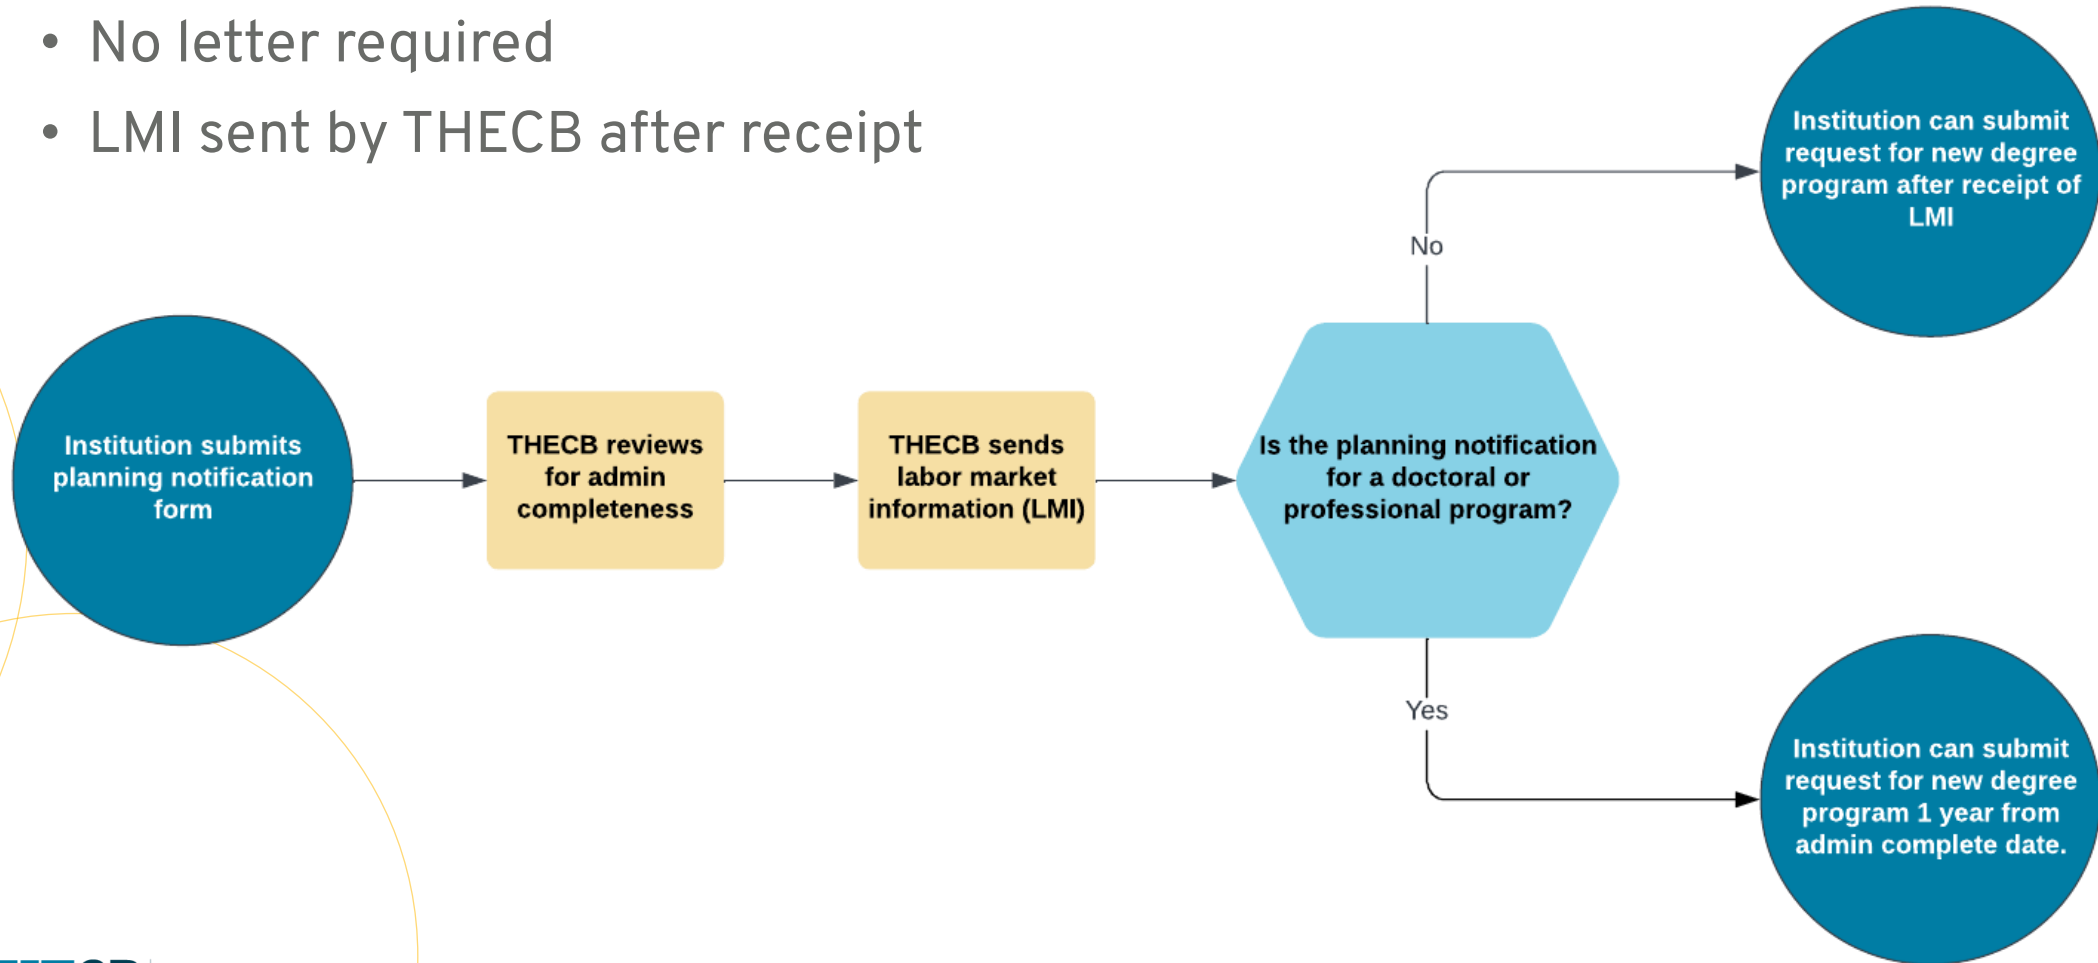 • No letter required
• LMI sent by THECB after receipt
Institution can submit
request for new degree
program after receipt of
LMI
No
Institution submits
planning notification
form
THECB reviews
for admin
completeness
THECB sends
labor market
information (LMI)
Is the planning notification
for a doctoral or
professional program?
Yes
Institution can submit
request for new degree
program 1 year from
admin complete date.